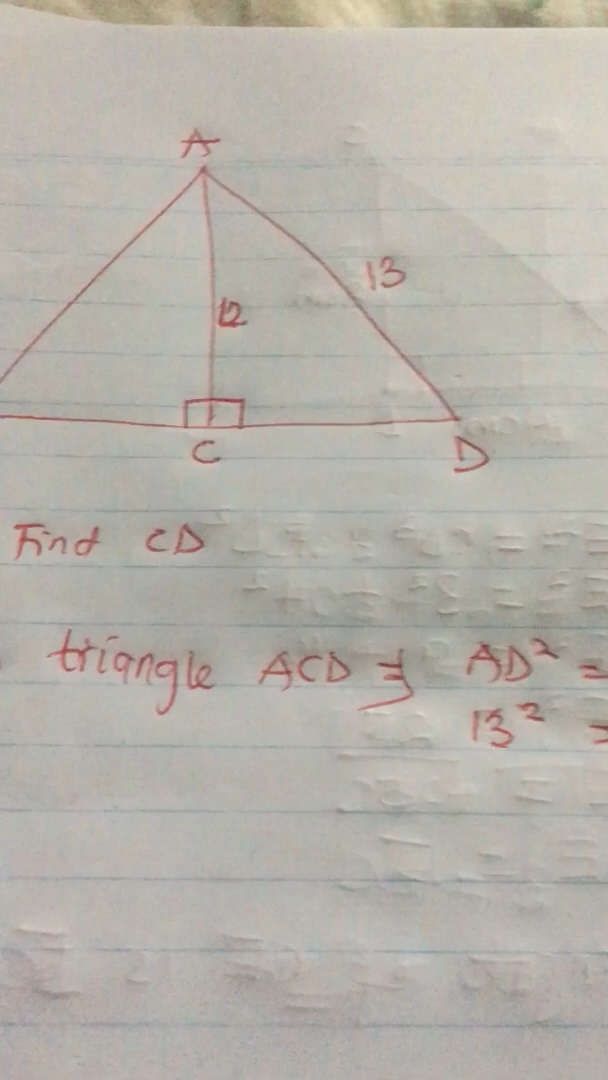 A
13
12
C
D
Find CD
triangle ACD AD² =
13² =